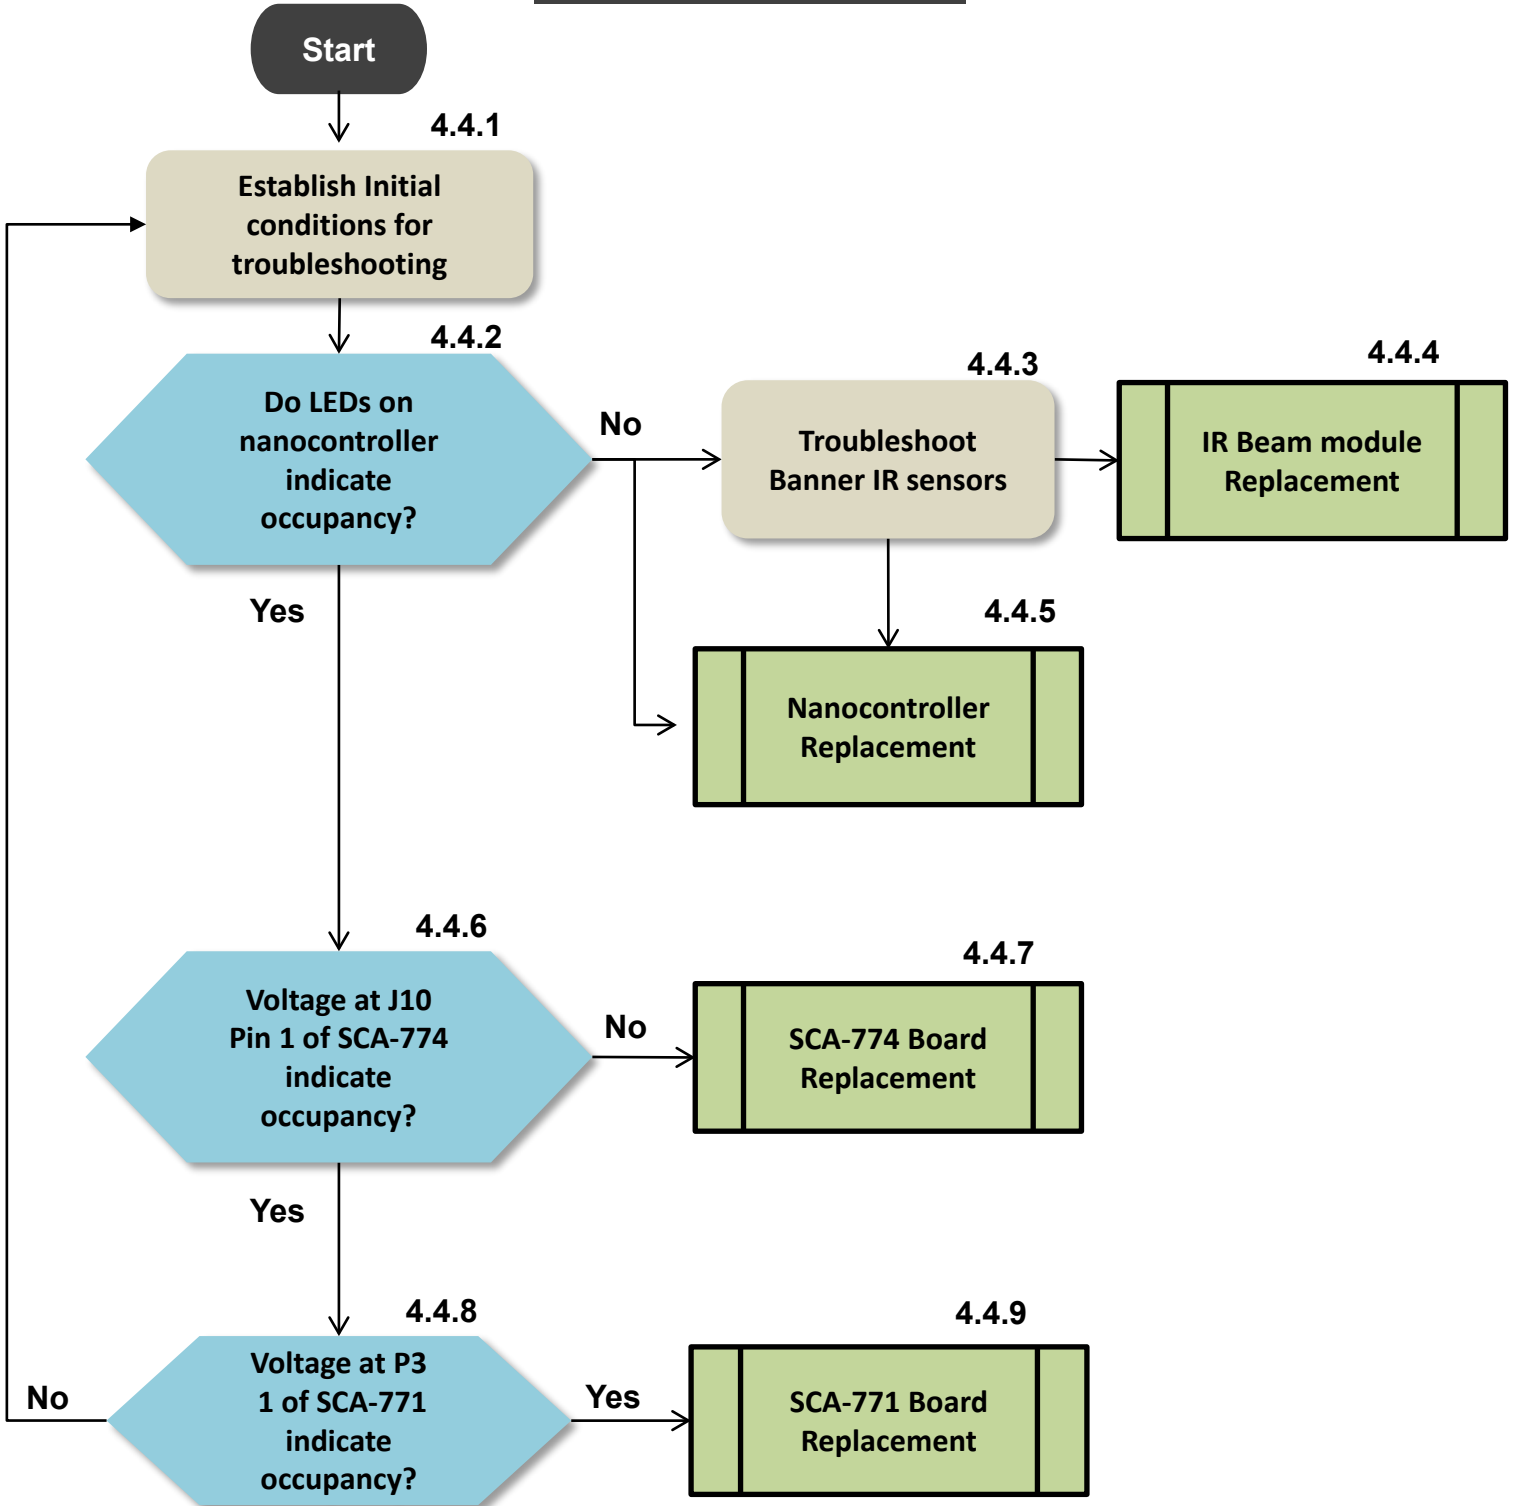 Start
4.4.1
Establish Initial
conditions for
troubleshooting
4.4.2
Do LEDs on
nanocontroller
indicate
occupancy?
No
4.4.3
Troubleshoot
Banner IR sensors
4.4.4
IR Beam module
Replacement
Yes
4.4.5
Nanocontroller
Replacement
4.4.6
Voltage at J10
Pin 1 of SCA-774
indicate
occupancy?
No
4.4.7
SCA-774 Board
Replacement
Yes
4.4.8
Voltage at P3
1 of SCA-771
indicate
occupancy?
No
Yes
4.4.9
SCA-771 Board
Replacement